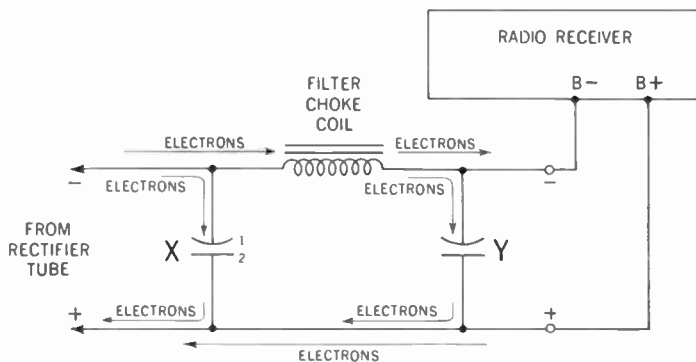 RADIO RECEIVER
B− B+
FILTER
CHOKE
COIL
ELECTRONS
ELECTRONS
−
−
ELECTRONS
ELECTRONS
FROM
RECTIFIER
TUBE
X
1
2
Y
+
ELECTRONS
ELECTRONS
+
ELECTRONS